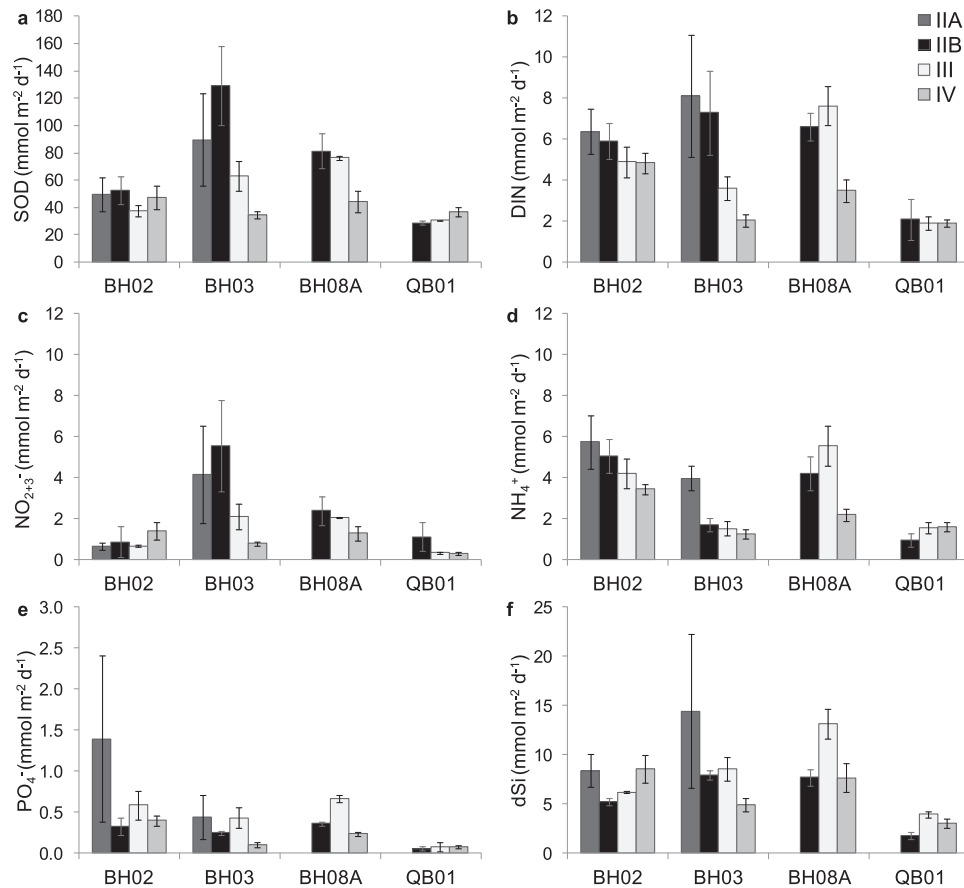 a
SOD (mmol m⁻² d⁻¹)
180
160
140
120
100
80
60
40
20
0
BH02 BH03 BH08A QB01
b
DIN (mmol m⁻² d⁻¹)
12
10
8
6
4
2
0
BH02 BH03 BH08A QB01
IIA
IIB
III
IV
c
NO₂₊₃⁻ (mmol m⁻² d⁻¹)
12
10
8
6
4
2
0
BH02 BH03 BH08A QB01
d
NH₄⁺ (mmol m⁻² d⁻¹)
12
10
8
6
4
2
0
BH02 BH03 BH08A QB01
e
PO₄⁻ (mmol m⁻² d⁻¹)
3.0
2.5
2.0
1.5
1.0
0.5
0.0
BH02 BH03 BH08A QB01
f
dSi (mmol m⁻² d⁻¹)
25
20
15
10
5
0
BH02 BH03 BH08A QB01